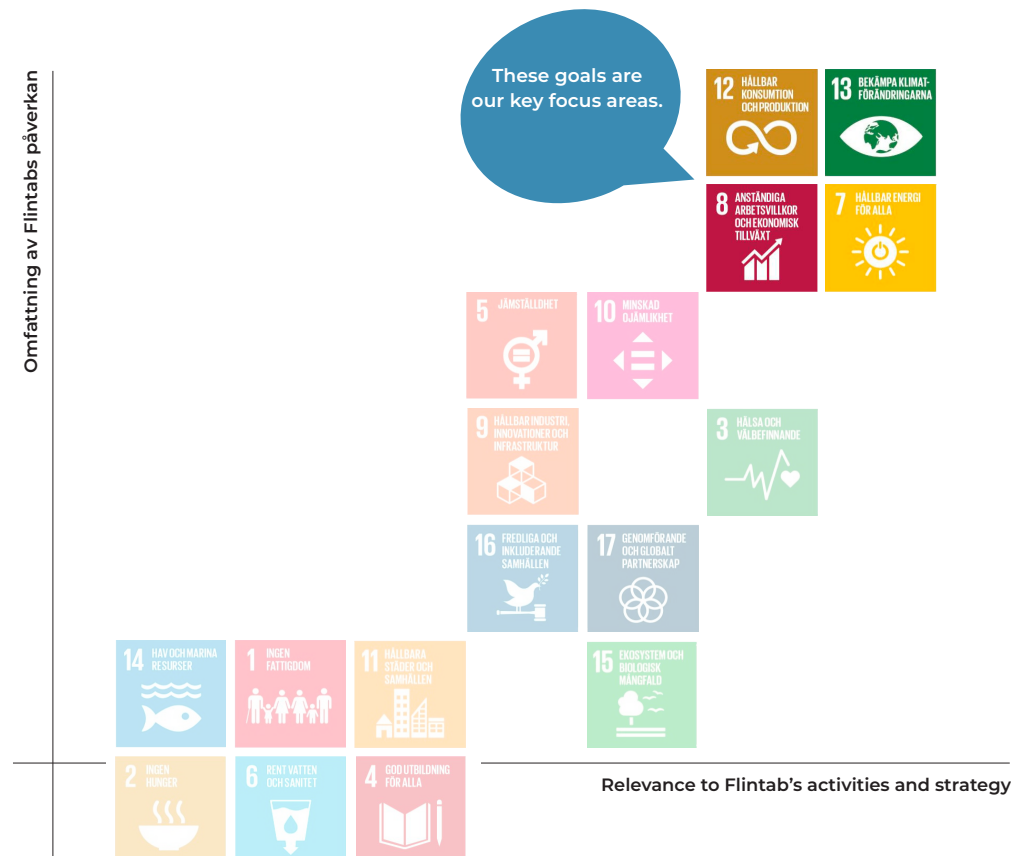 Omfattning av Flintabs påverkan
These goals are
our key focus areas.
12 HÅLLBAR
KONSUMTION
OCH PRODUKTION
13 BEKÄMPA KLIMAT-
FÖRÄNDRINGARNA
8 ANSTÄNDIGA
ARBETSVILLKOR
OCH EKONOMISK
TILLVÄXT
7 HÅLLBAR ENERGI
FÖR ALLA
5 JÄMSTÄLLDHET
10 MINSKAD
OJÄMLIKHET
9 HÅLLBAR INDUSTRI,
INNOVATIONER OCH
INFRASTRUKTUR
3 HÄLSA OCH
VÄLBEFINNANDE
16 FREDLIGA OCH
INKLUDERANDE
SAMHÄLLEN
17 GENOMFÖRANDE
OCH GLOBALT
PARTNERSKAP
14 HAV OCH MARINA
RESURSER
1 INGEN
FATTIGDOM
11 HÅLLBARA
STÄDER OCH
SAMHÄLLEN
15 EKOSYSTEM OCH
BIOLOGISK
MÅNGFALD
2 INGEN
HUNGER
6 RENT VATTEN
OCH SANITET
4 GOD UTBILDNING
FÖR ALLA
Relevance to Flintab's activities and strategy